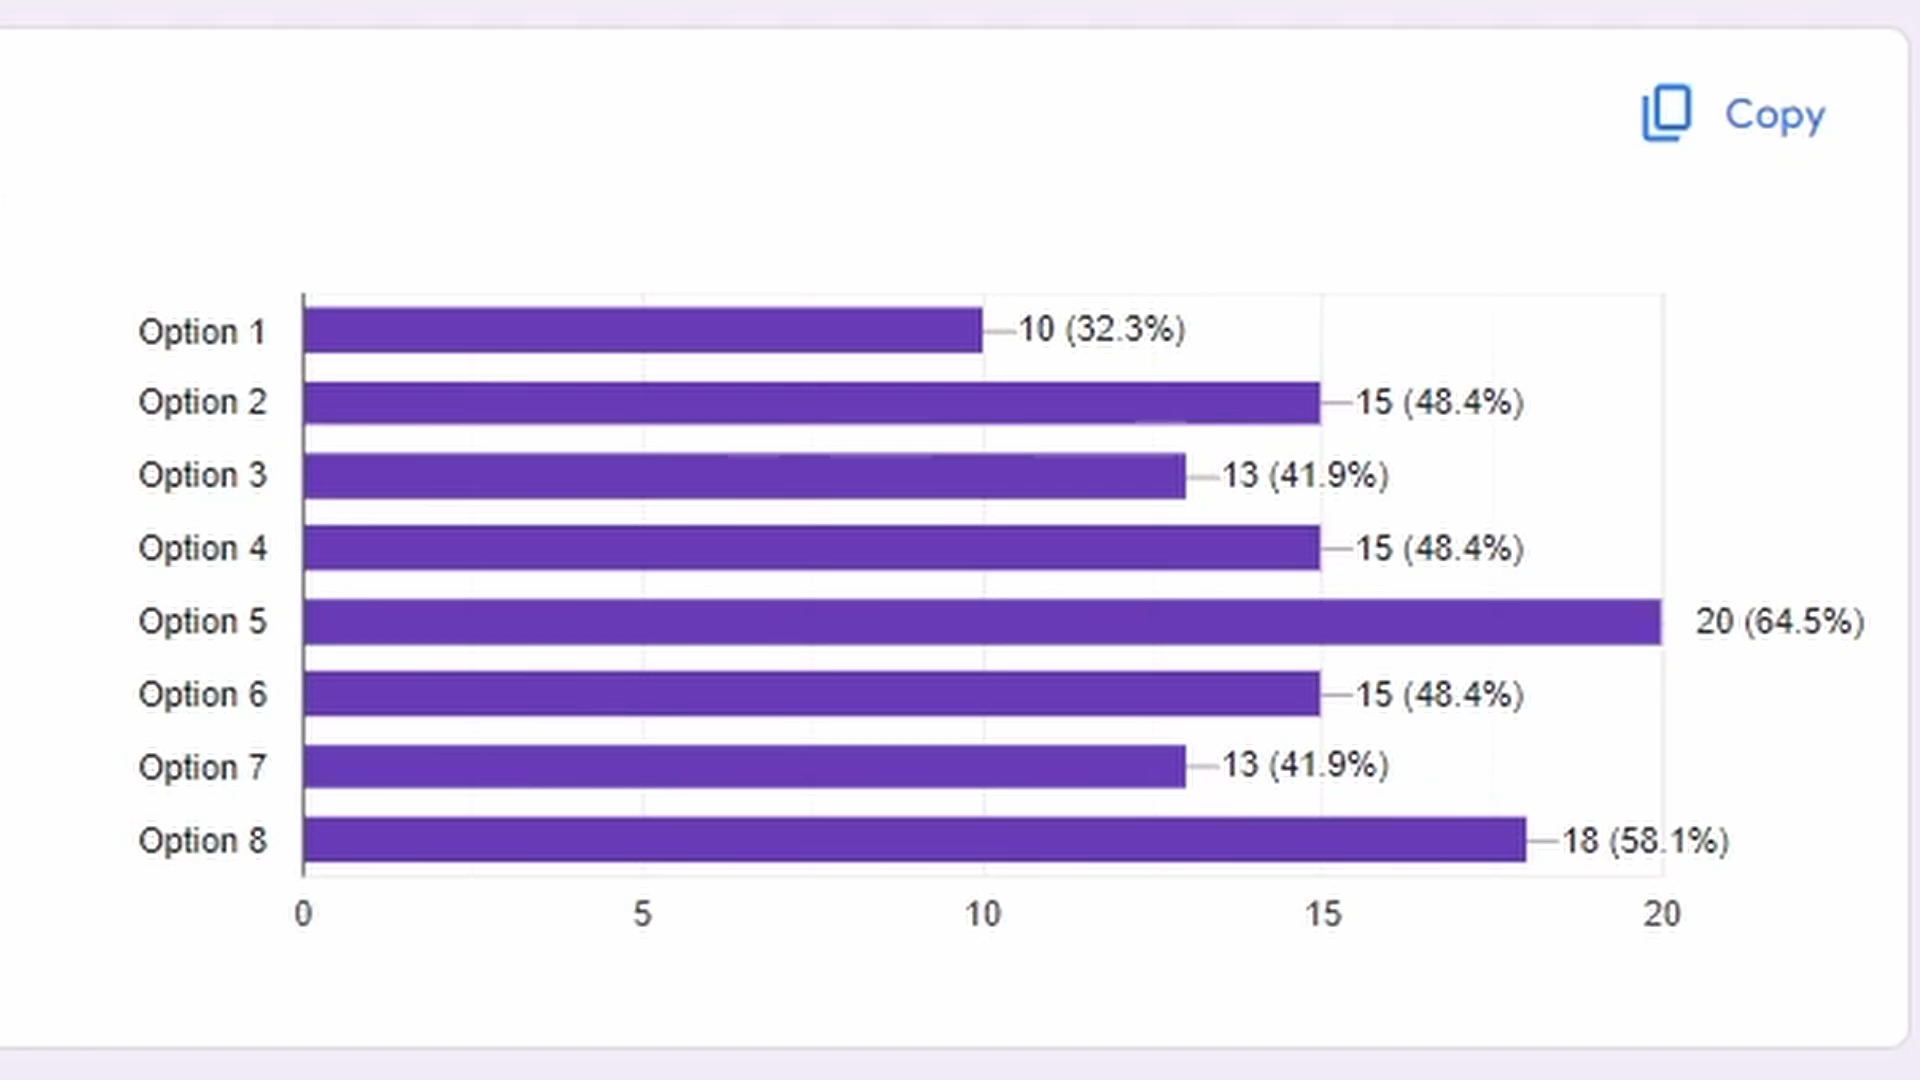 Copy
Option 1 10 (32.3%)
Option 2 15 (48.4%)
Option 3 13 (41.9%)
Option 4 15 (48.4%)
Option 5 20 (64.5%)
Option 6 15 (48.4%)
Option 7 13 (41.9%)
Option 8 18 (58.1%)
0 5 10 15 20